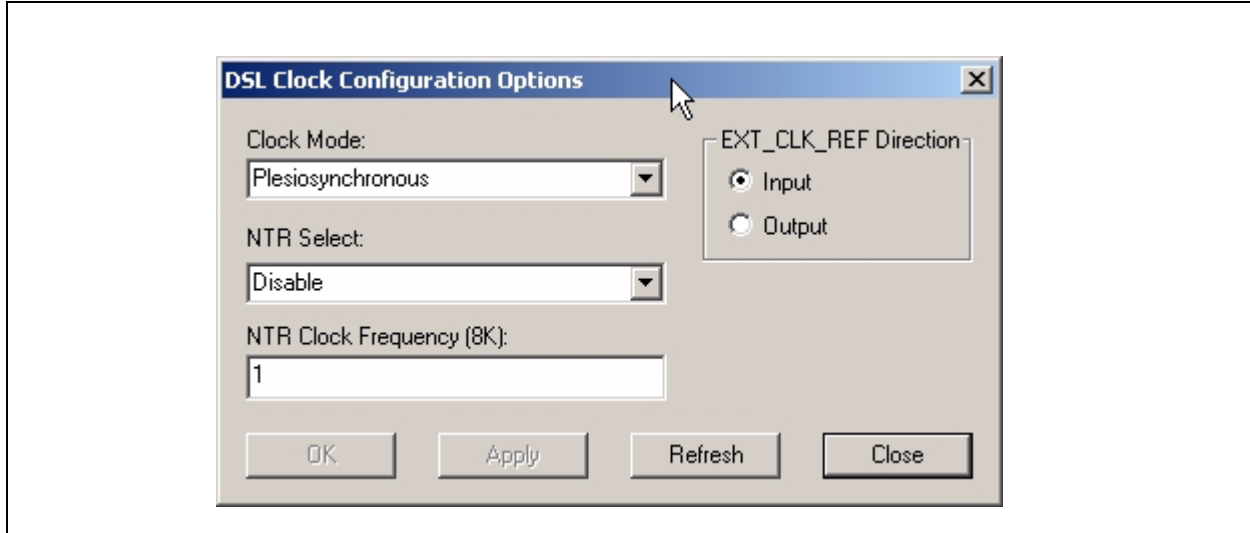 DSL Clock Configuration Options
Clock Mode:
Plesiosynchronous
NTR Select:
Disable
NTR Clock Frequency (8K):
1
EXT_CLK_REF Direction
Input
Output
OK
Apply
Refresh
Close